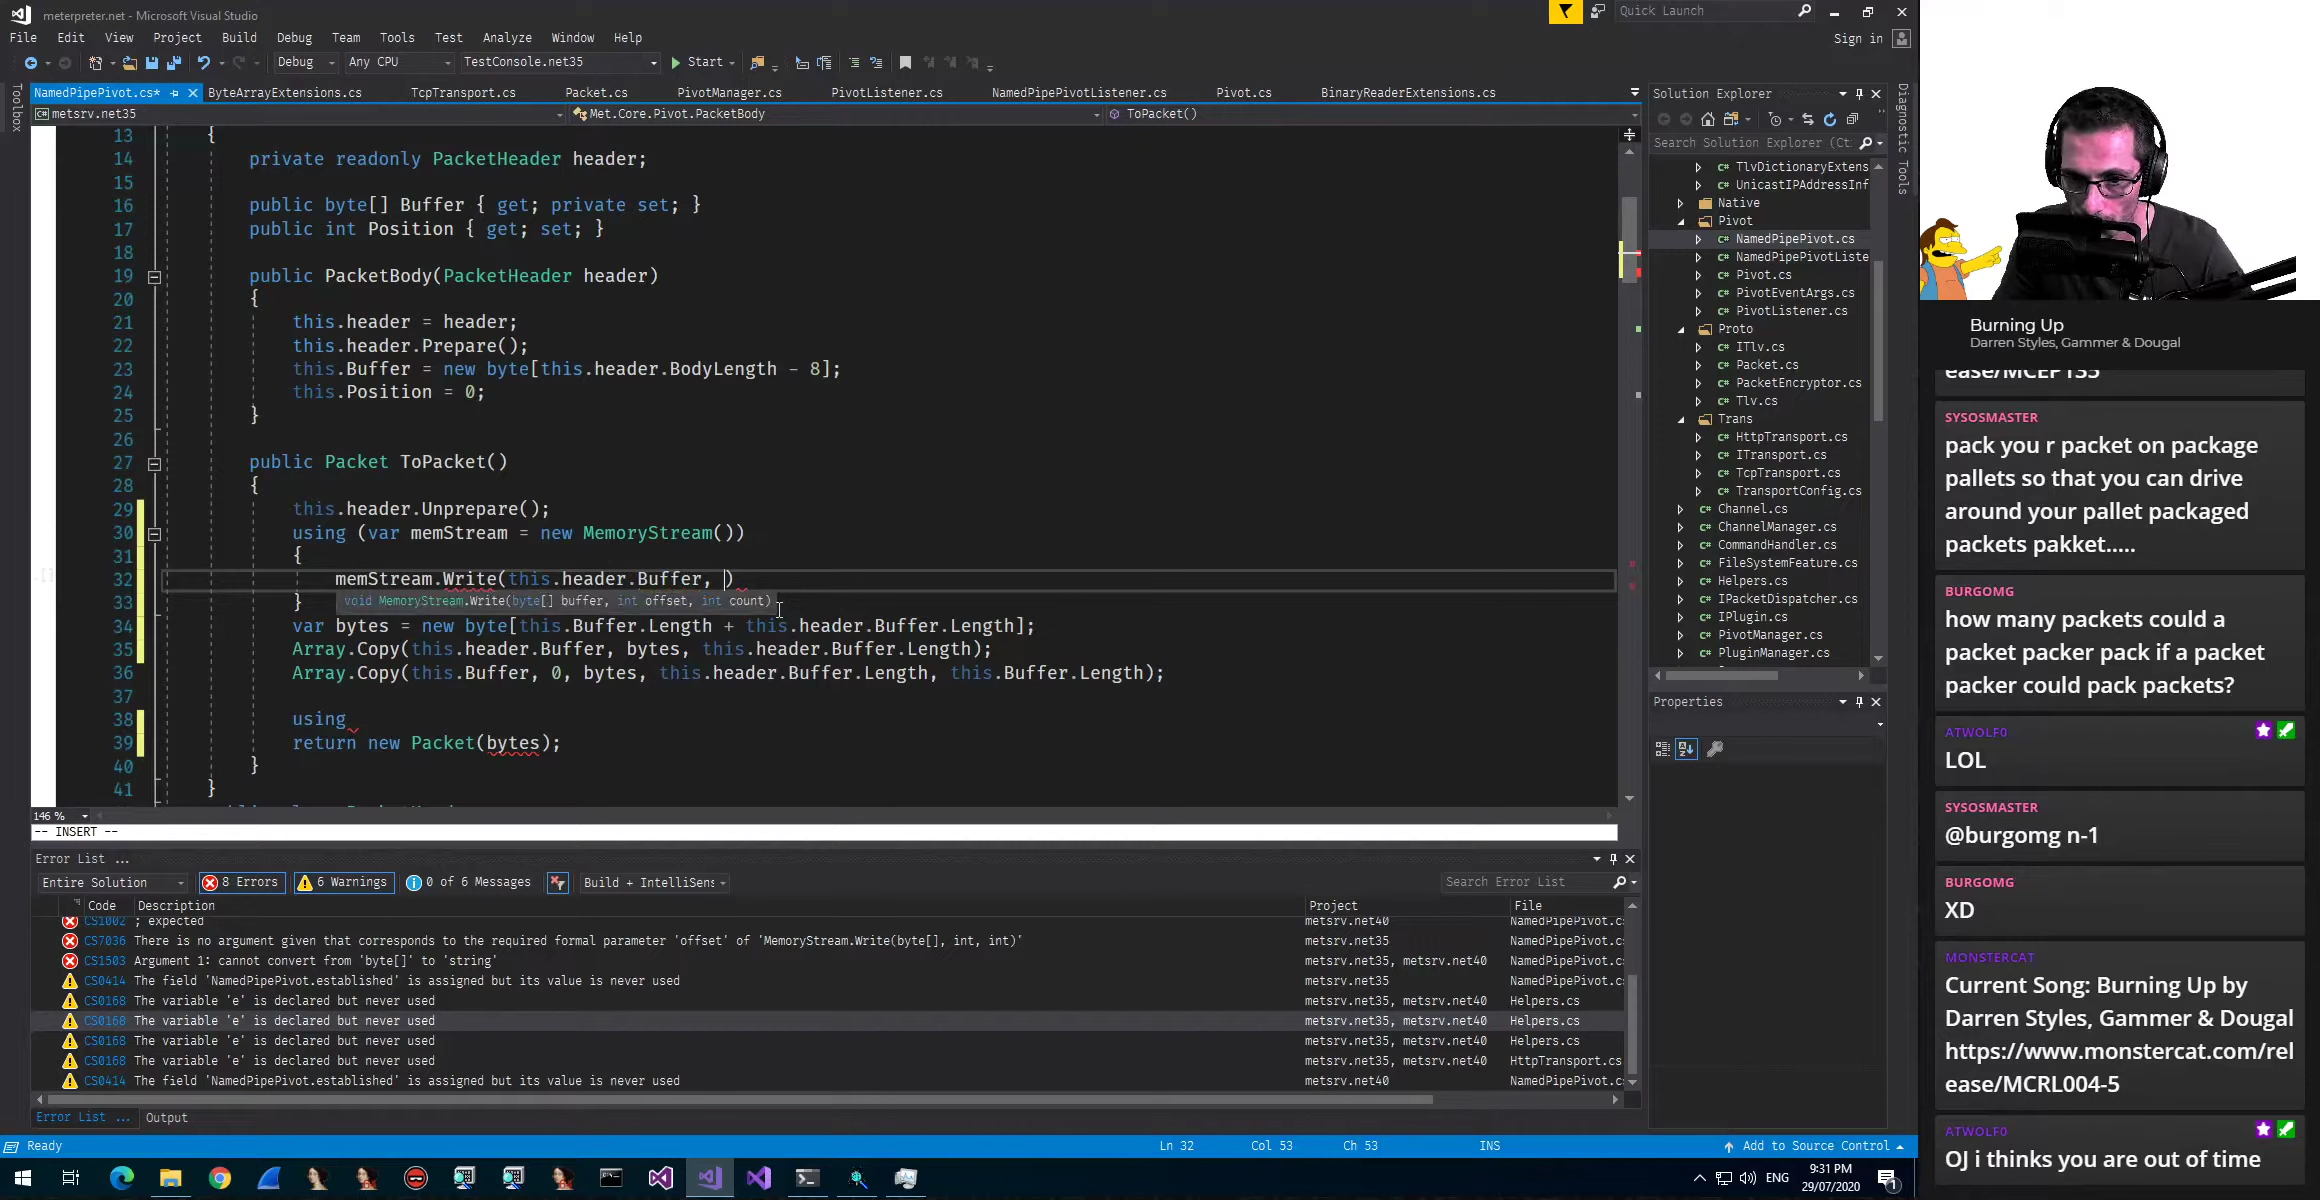 meterpreter.net - Microsoft Visual Studio
Quick Launch
File Edit View Project Build Debug Team Tools Test Analyze Window Help
Sign in
Debug Any CPU TestConsole.net35 Start
NamedPipePivot.cs* ByteArrayExtensions.cs TcpTransport.cs Packet.cs PivotManager.cs PivotListener.cs NamedPipePivotListener.cs Pivot.cs BinaryReaderExtensions.cs
metsrv.net35 Met.Core.Pivot.PacketBody ToPacket()
Toolbox
13 {
14 private readonly PacketHeader header;
15
16 public byte[] Buffer { get; private set; }
17 public int Position { get; set; }
18
19 public PacketBody(PacketHeader header)
20 {
21 this.header = header;
22 this.header.Prepare();
23 this.Buffer = new byte[this.header.BodyLength - 8];
24 this.Position = 0;
25 }
26
27 public Packet ToPacket()
28 {
29 this.header.Unprepare();
30 using (var memStream = new MemoryStream())
31 {
32 memStream.Write(this.header.Buffer, )
void MemoryStream.Write(byte[] buffer, int offset, int count)
33 }
34 var bytes = new byte[this.Buffer.Length + this.header.Buffer.Length];
35 Array.Copy(this.header.Buffer, bytes, this.header.Buffer.Length);
36 Array.Copy(this.Buffer, 0, bytes, this.header.Buffer.Length, this.Buffer.Length);
37
38 using
39 return new Packet(bytes);
40 }
41 }
146 %
-- INSERT --
Error List ...
Entire Solution 8 Errors 6 Warnings 0 of 6 Messages Build + IntelliSens Search Error List
Code Description Project File
CS1002 ; expected metsrv.net40 NamedPipePivot.c
CS7036 There is no argument given that corresponds to the required formal parameter 'offset' of 'MemoryStream.Write(byte[], int, int)' metsrv.net35 NamedPipePivot.c
CS1503 Argument 1: cannot convert from 'byte[]' to 'string' metsrv.net35, metsrv.net40 NamedPipePivot.c
CS0414 The field 'NamedPipePivot.established' is assigned but its value is never used metsrv.net35 NamedPipePivot.c
CS0168 The variable 'e' is declared but never used metsrv.net35, metsrv.net40 Helpers.cs
CS0168 The variable 'e' is declared but never used metsrv.net35, metsrv.net40 Helpers.cs
CS0168 The variable 'e' is declared but never used metsrv.net35, metsrv.net40 Helpers.cs
CS0168 The variable 'e' is declared but never used metsrv.net35, metsrv.net40 HttpTransport.cs
CS0414 The field 'NamedPipePivot.established' is assigned but its value is never used metsrv.net40 NamedPipePivot.c
Error List ... Output
Ready Ln 32 Col 53 Ch 53 INS Add to Source Control
ENG 9:31 PM
29/07/2020
Solution Explorer
Search Solution Explorer (Ct
TlvDictionaryExtens
UnicastIPAddressInf
Native
Pivot
NamedPipePivot.cs
NamedPipePivotListe
Pivot.cs
PivotEventArgs.cs
PivotListener.cs
Proto
ITlv.cs
Packet.cs
PacketEncryptor.cs
Tlv.cs
Trans
HttpTransport.cs
ITransport.cs
TcpTransport.cs
TransportConfig.cs
Channel.cs
ChannelManager.cs
CommandHandler.cs
FileSystemFeature.cs
Helpers.cs
IPacketDispatcher.cs
IPlugin.cs
PivotManager.cs
PluginManager.cs
Properties
Diagnostic Tools
Burning Up
Darren Styles, Gammer & Dougal
ease/MCEP135
SYSOSMASTER
pack you r packet on package
pallets so that you can drive
around your pallet packaged
packets pakket.....
BURGOMG
how many packets could a
packet packer pack if a packet
packer could pack packets?
ATWOLF0
LOL
SYSOSMASTER
@burgomg n-1
BURGOMG
XD
MONSTERCAT
Current Song: Burning Up by
Darren Styles, Gammer & Dougal
https://www.monstercat.com/rel
ease/MCRL004-5
ATWOLF0
OJ i thinks you are out of time